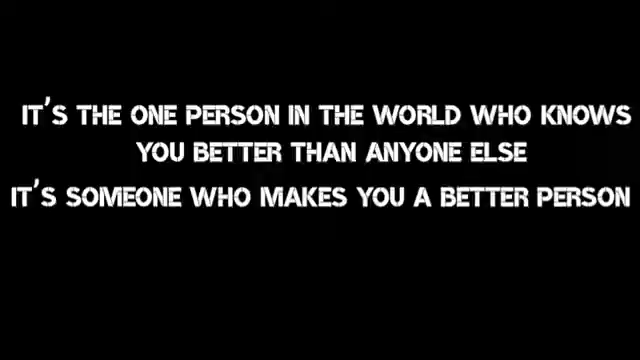 IT'S THE ONE PERSON IN THE WORLD WHO KNOWS
YOU BETTER THAN ANYONE ELSE
IT'S SOMEONE WHO MAKES YOU A BETTER PERSON